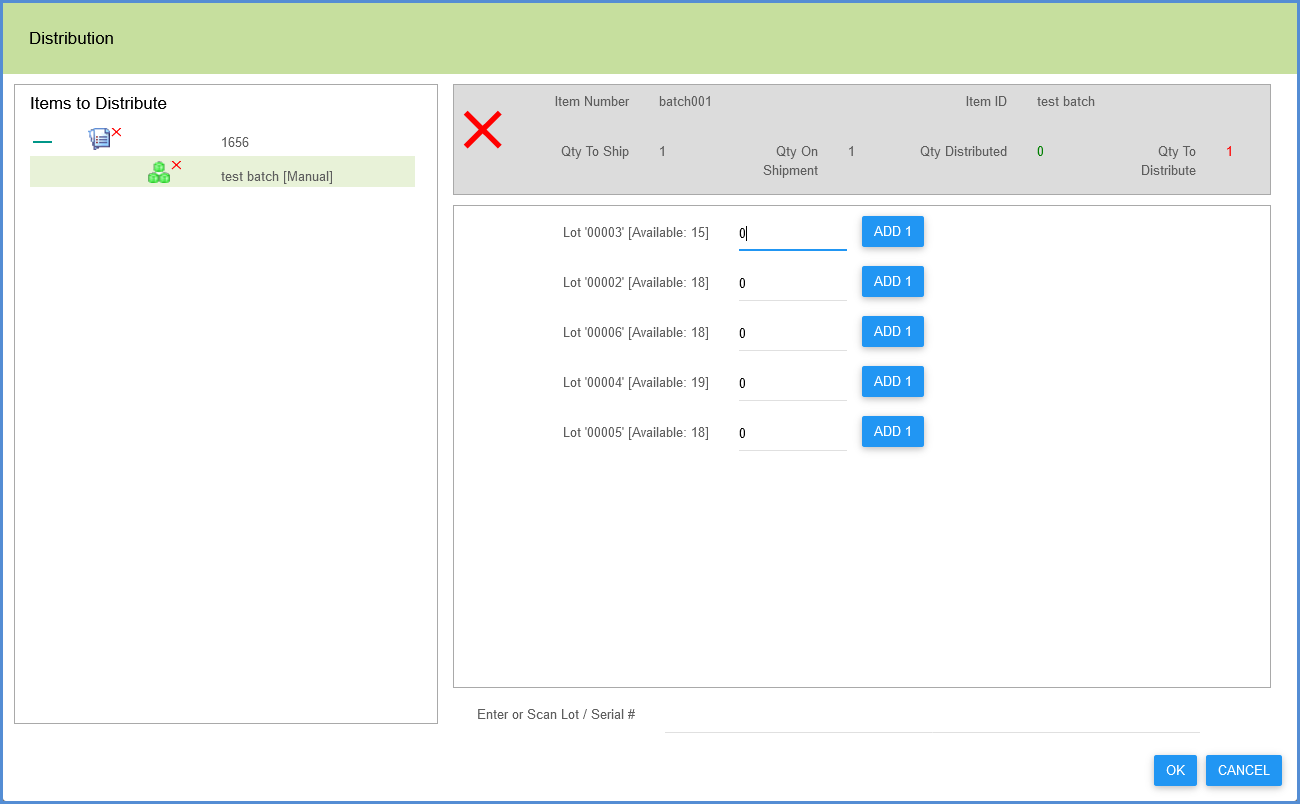 Distribution
Items to Distribute
1656
test batch [Manual]
Item Number batch001 Item ID test batch
Qty To Ship 1 Qty On Shipment 1 Qty Distributed 0 Qty To Distribute 1
Lot '00003' [Available: 15] 0 ADD 1
Lot '00002' [Available: 18] 0 ADD 1
Lot '00006' [Available: 18] 0 ADD 1
Lot '00004' [Available: 19] 0 ADD 1
Lot '00005' [Available: 18] 0 ADD 1
Enter or Scan Lot / Serial #
OK CANCEL